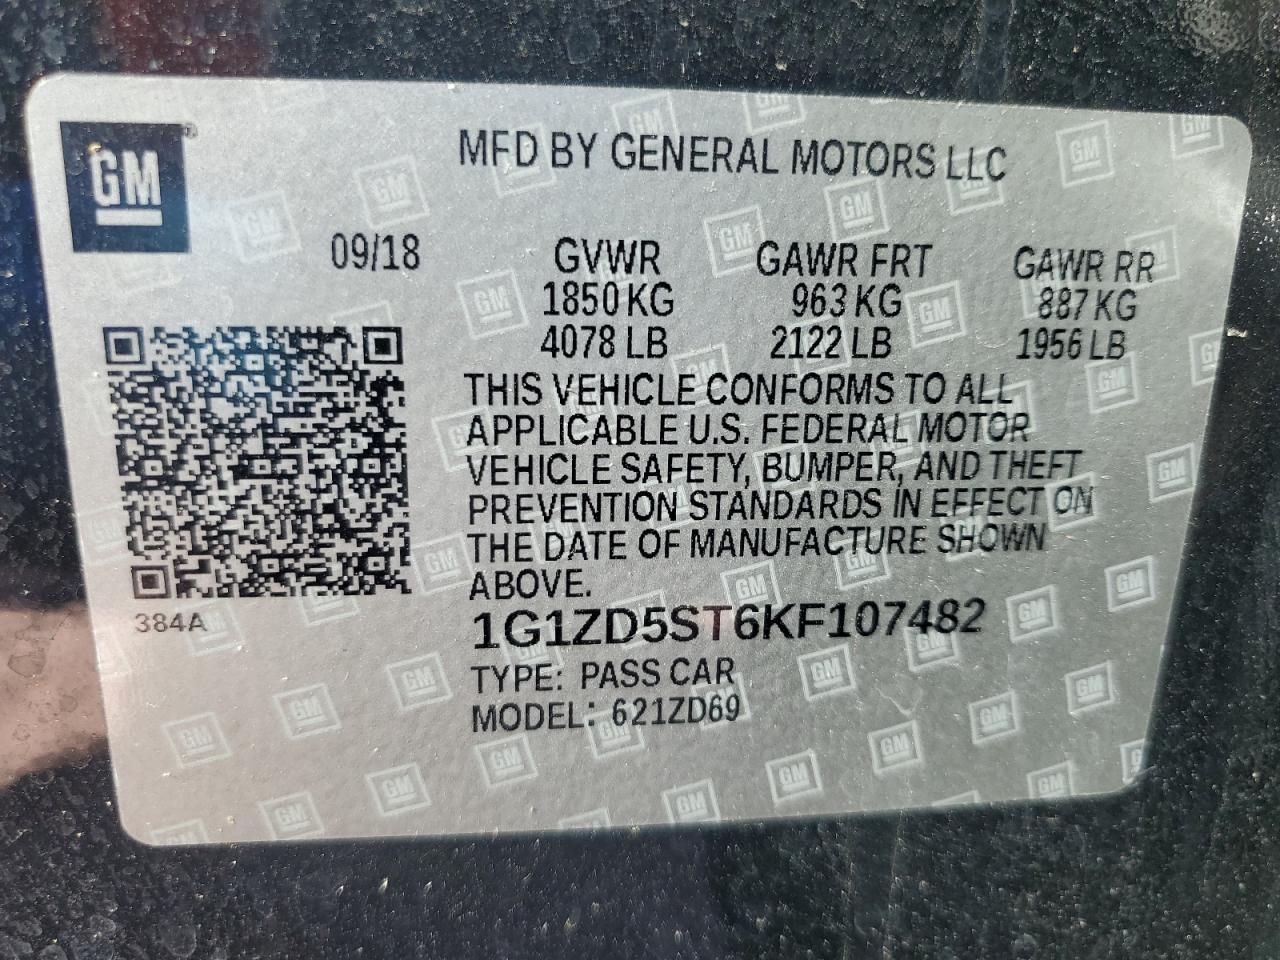 GM
MFD BY GENERAL MOTORS LLC
09/18
GVWR GAWR FRT GAWR RR
1850 KG 963 KG 887 KG
4078 LB 2122 LB 1956 LB
THIS VEHICLE CONFORMS TO ALL
APPLICABLE U.S. FEDERAL MOTOR
VEHICLE SAFETY, BUMPER, AND THEFT
PREVENTION STANDARDS IN EFFECT ON
THE DATE OF MANUFACTURE SHOWN
ABOVE.
384A
1G1ZD5ST6KF107482
TYPE: PASS CAR
MODEL: 621ZD69